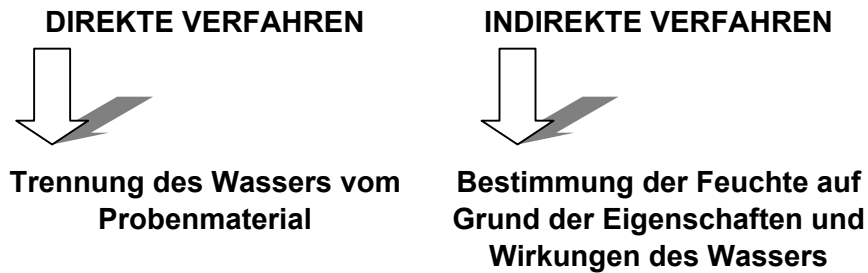 DIREKTE VERFAHREN
Trennung des Wassers vom
Probenmaterial
INDIREKTE VERFAHREN
Bestimmung der Feuchte auf
Grund der Eigenschaften und
Wirkungen des Wassers